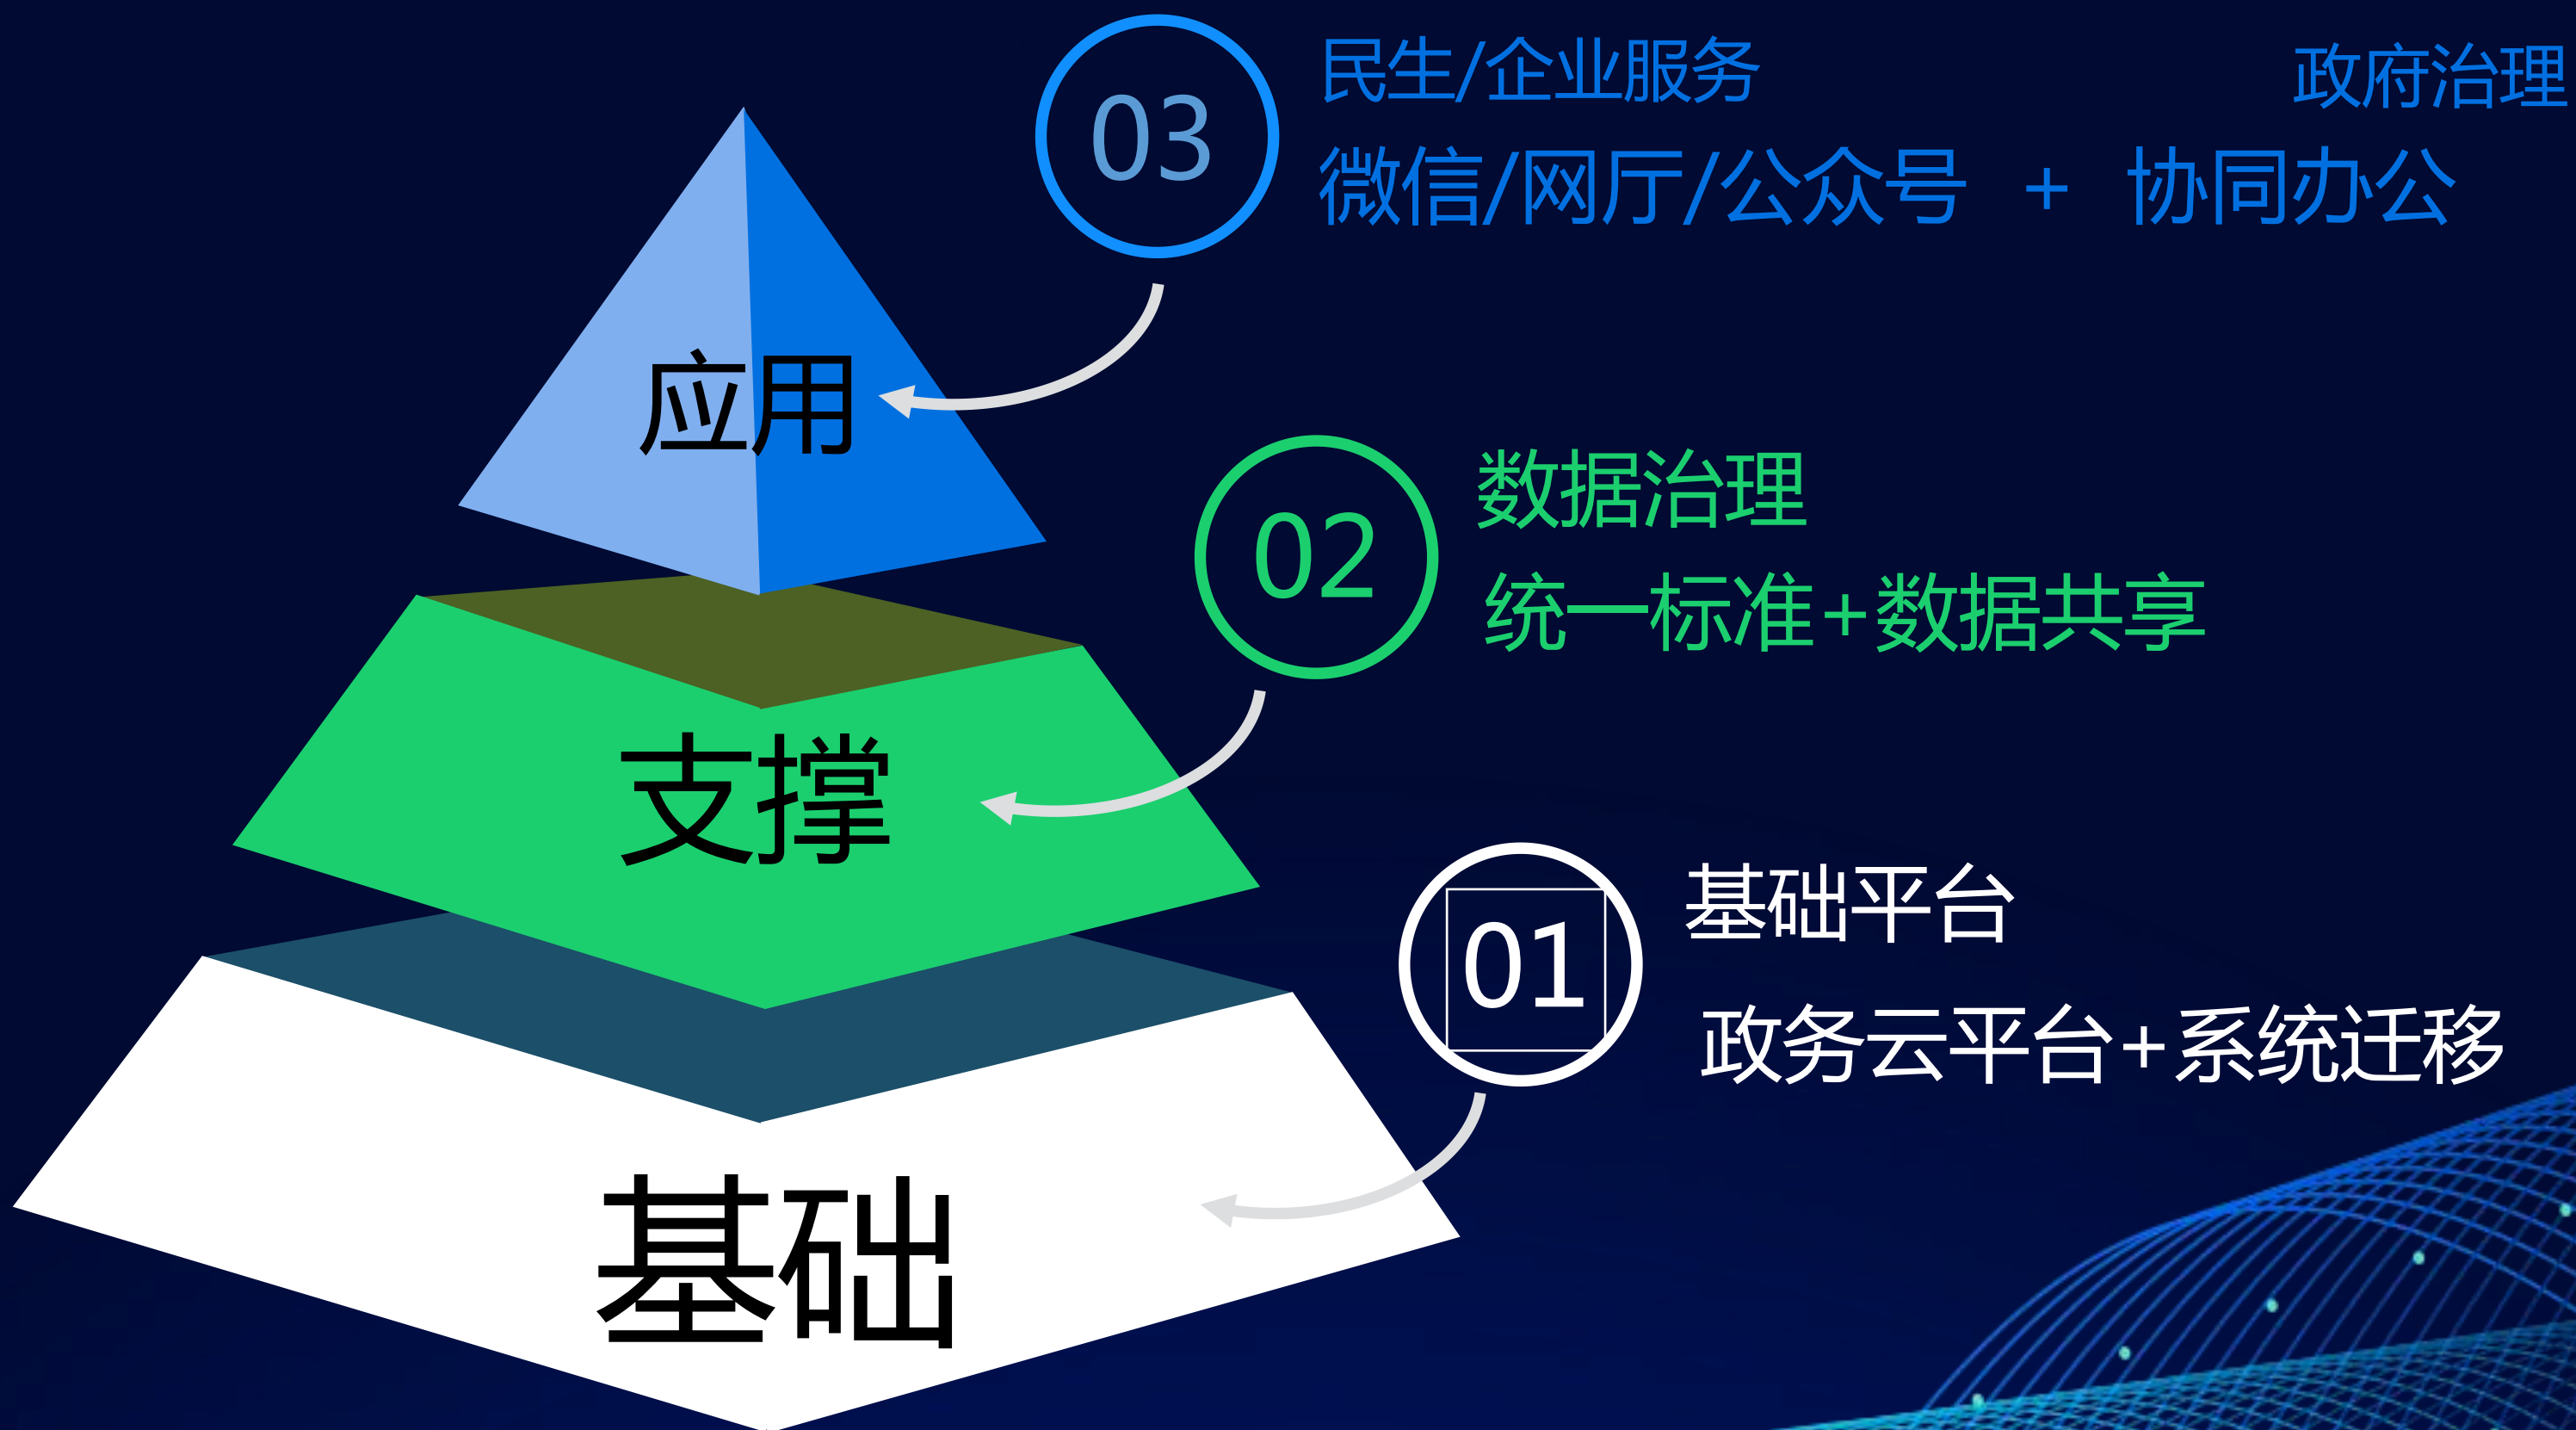 03
民生/企业服务 政府治理
微信/网厅/公众号 + 协同办公
应用
02
数据治理
统一标准+数据共享
支撑
01
基础平台
政务云平台+系统迁移
基础